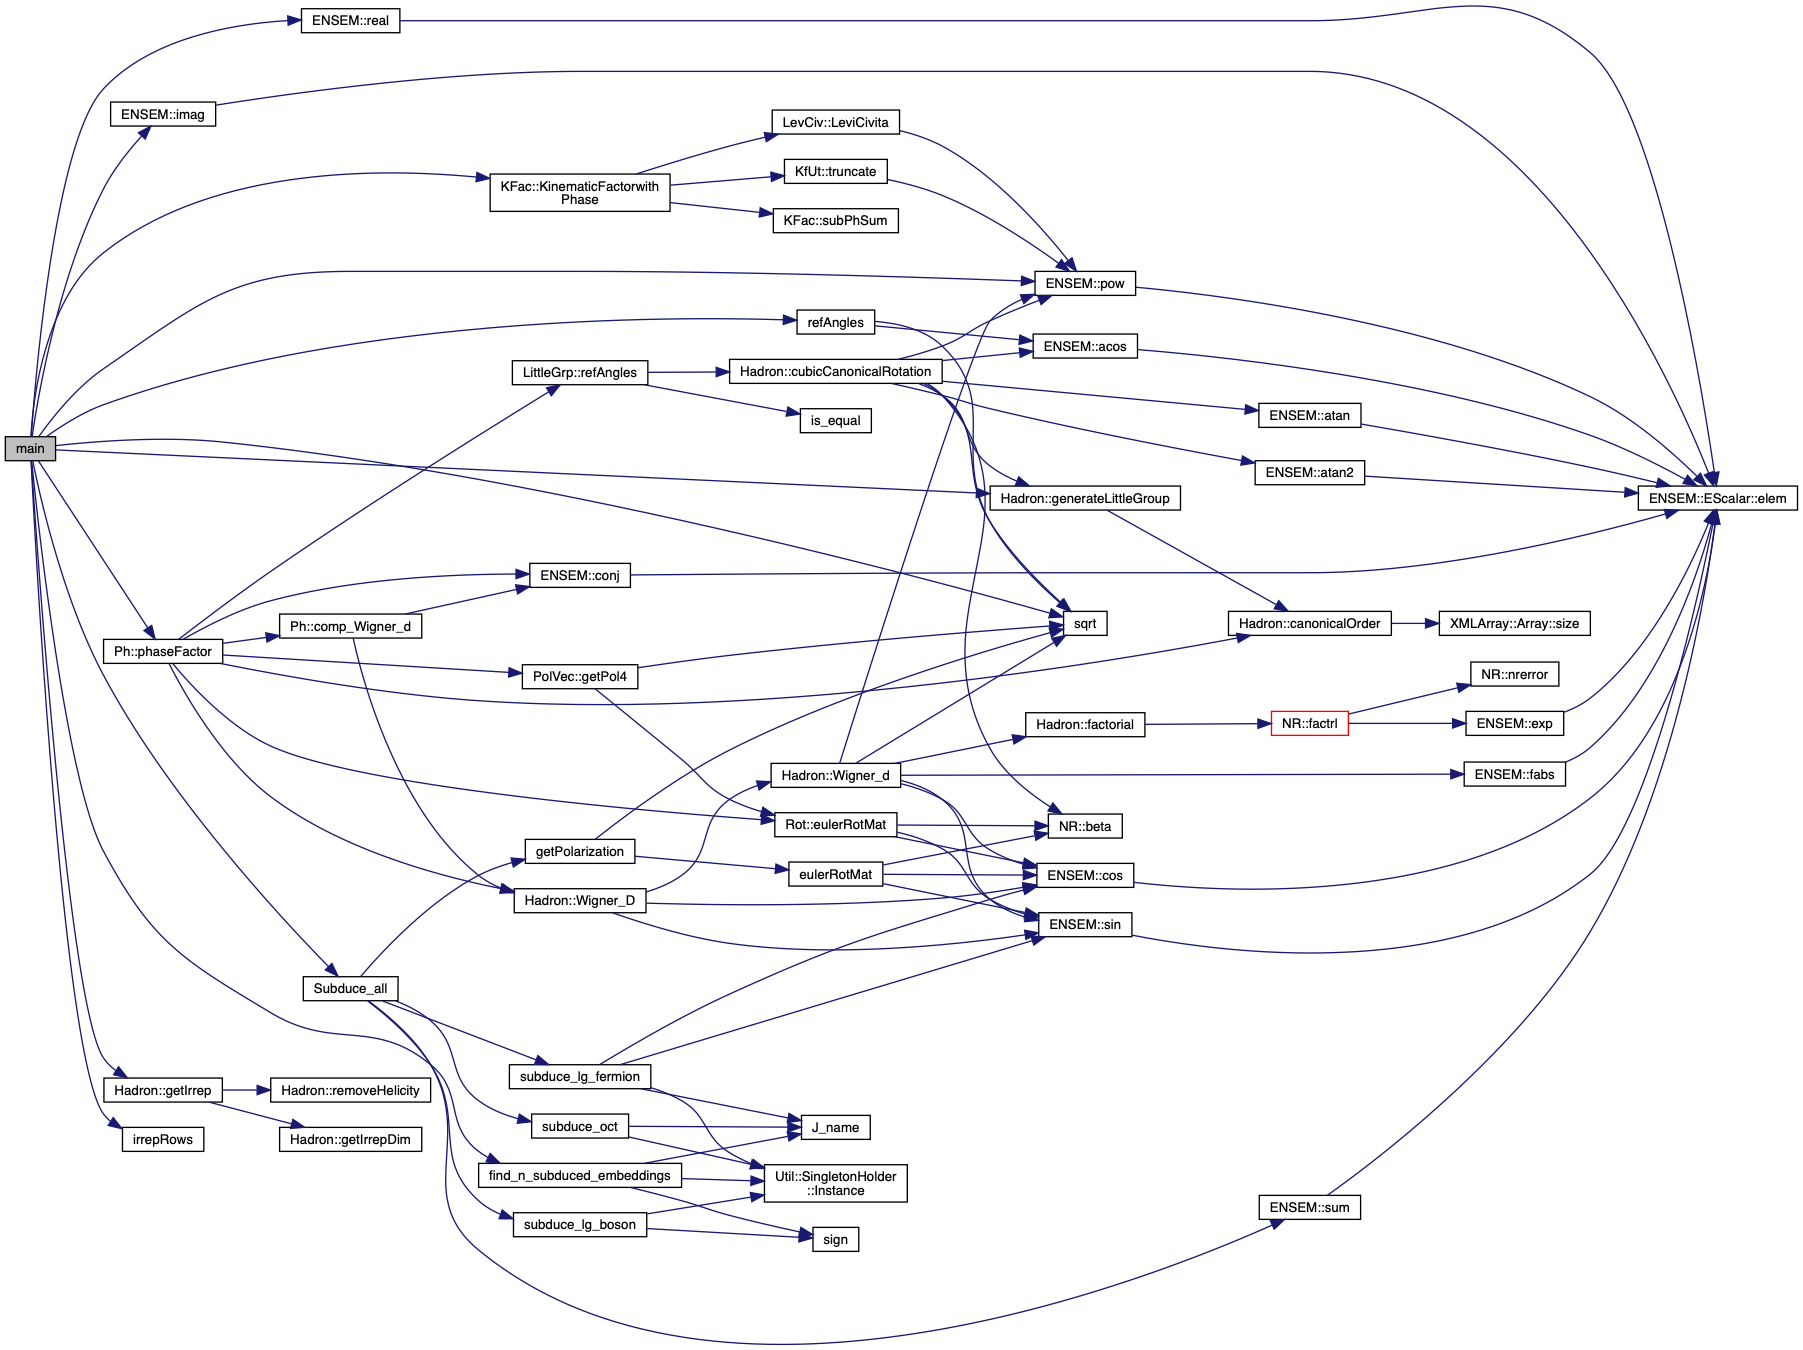 main
ENSEM::real
ENSEM::imag
KFac::KinematicFactorwith
Phase
LevCiv::LeviCivita
KfUt::truncate
KFac::subPhSum
ENSEM::pow
refAngles
ENSEM::acos
LittleGrp::refAngles
Hadron::cubicCanonicalRotation
is_equal
ENSEM::atan
ENSEM::atan2
Hadron::generateLittleGroup
ENSEM::EScalar::elem
ENSEM::conj
Ph::comp_Wigner_d
Ph::phaseFactor
PolVec::getPol4
sqrt
Hadron::canonicalOrder
XMLArray::Array::size
NR::nrerror
Hadron::factorial
NR::factrl
ENSEM::exp
Hadron::Wigner_d
ENSEM::fabs
Rot::eulerRotMat
NR::beta
getPolarization
eulerRotMat
ENSEM::cos
Hadron::Wigner_D
ENSEM::sin
Subduce_all
subduce_lg_fermion
Hadron::getIrrep
Hadron::removeHelicity
irrepRows
Hadron::getIrrepDim
subduce_oct
J_name
find_n_subduced_embeddings
Util::SingletonHolder
::Instance
subduce_lg_boson
sign
ENSEM::sum